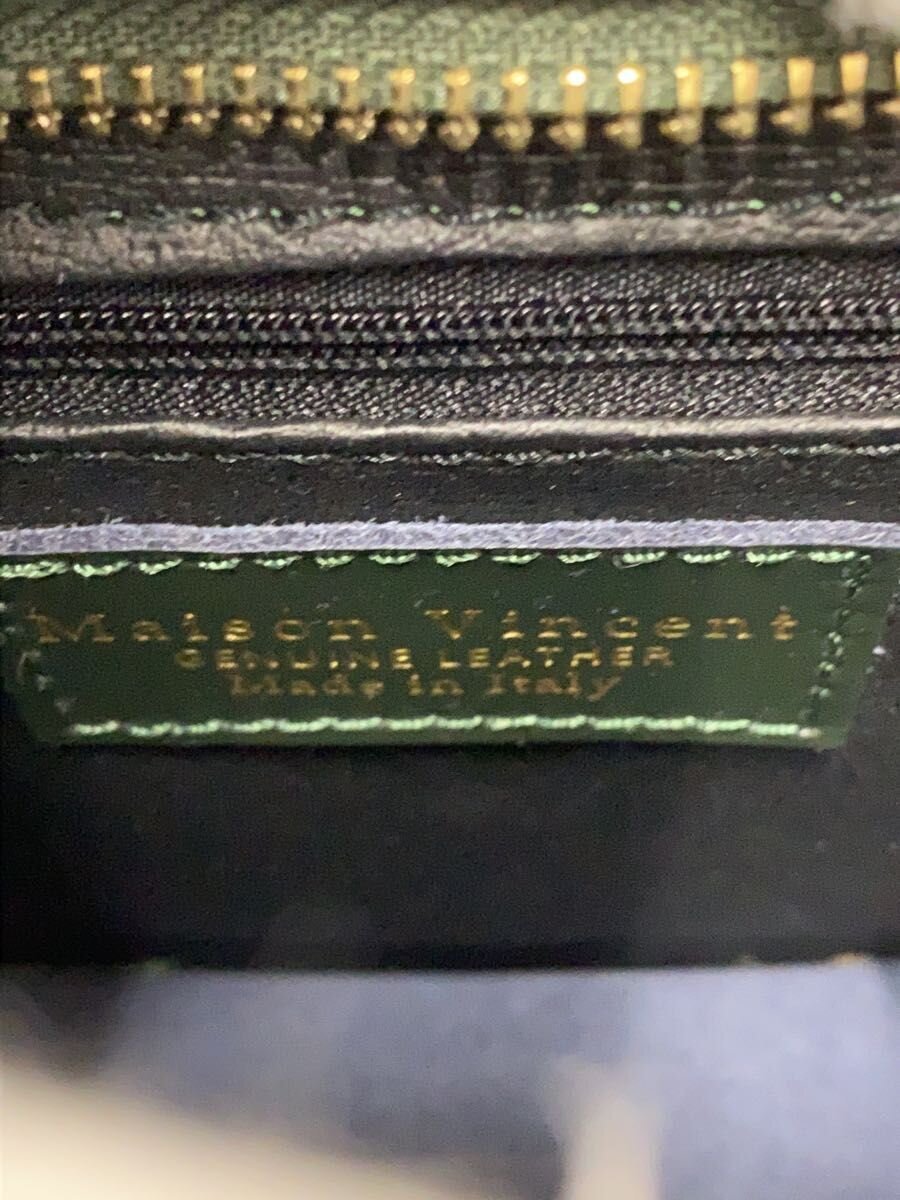 Maison Vincent
GENUINE LEATHER
Made in Italy